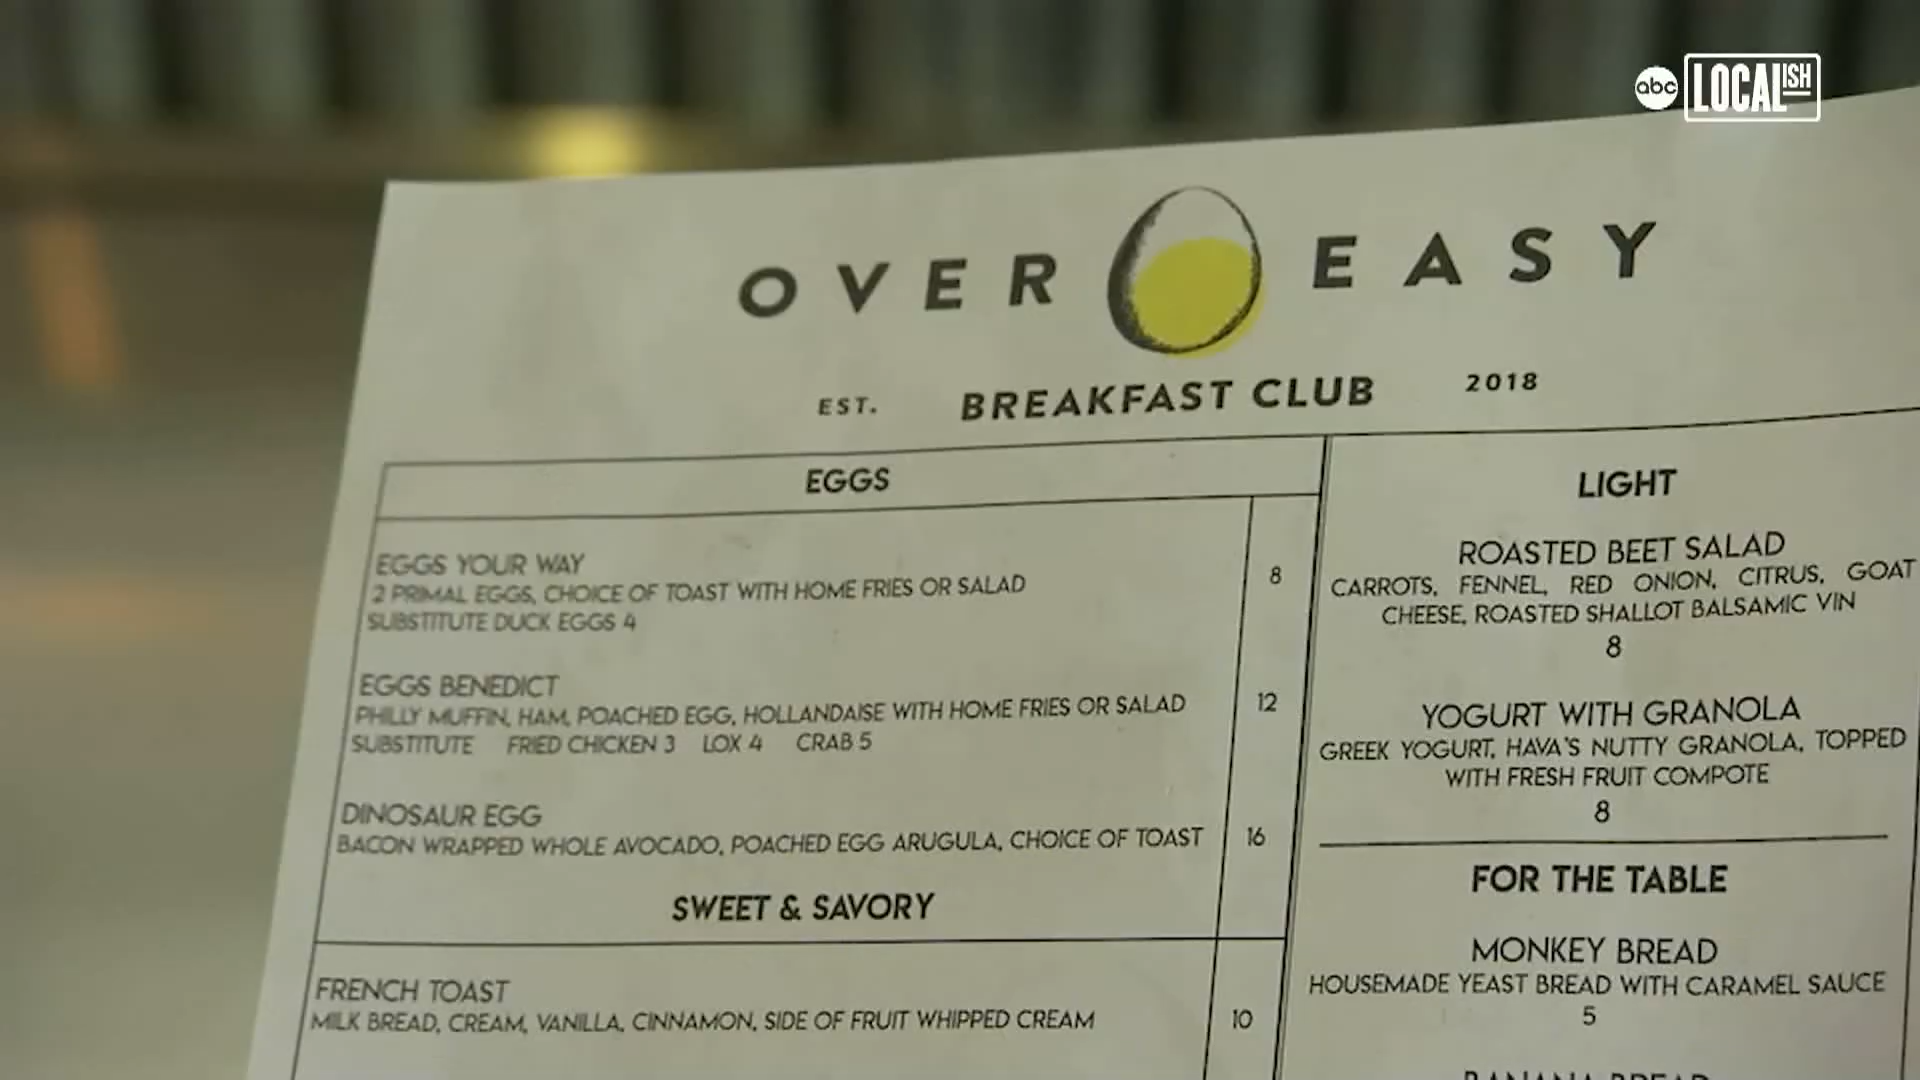 abc LOCALISH
OVER EASY
EST. BREAKFAST CLUB 2018
EGGS
EGGS YOUR WAY
2 PRIMAL EGGS, CHOICE OF TOAST WITH HOME FRIES OR SALAD 8
SUBSTITUTE DUCK EGGS 4
EGGS BENEDICT
PHILLY MUFFIN, HAM, POACHED EGG, HOLLANDAISE WITH HOME FRIES OR SALAD 12
SUBSTITUTE FRIED CHICKEN 3 LOX 4 CRAB 5
DINOSAUR EGG
BACON WRAPPED WHOLE AVOCADO, POACHED EGG ARUGULA, CHOICE OF TOAST 16
SWEET & SAVORY
FRENCH TOAST
MILK BREAD, CREAM, VANILLA, CINNAMON, SIDE OF FRUIT WHIPPED CREAM 10
LIGHT
ROASTED BEET SALAD
CARROTS, FENNEL, RED ONION, CITRUS, GOAT
CHEESE, ROASTED SHALLOT BALSAMIC VIN
8
YOGURT WITH GRANOLA
GREEK YOGURT, HAVA'S NUTTY GRANOLA, TOPPED
WITH FRESH FRUIT COMPOTE
8
FOR THE TABLE
MONKEY BREAD
HOUSEMADE YEAST BREAD WITH CARAMEL SAUCE
5
BANANA BREAD